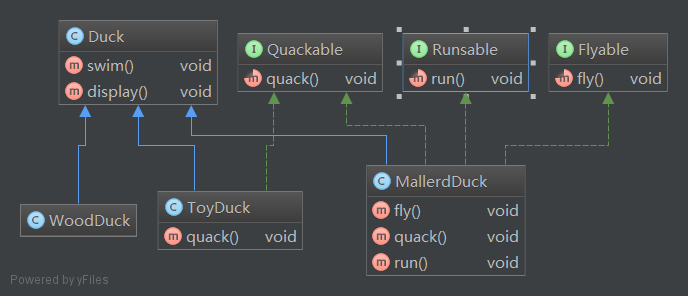 C Duck
m swim() void
m display() void
I Quackable
m quack() void
I Runsable
m run() void
I Flyable
m fly() void
C WoodDuck
C ToyDuck
m quack() void
C MallerdDuck
m fly() void
m quack() void
m run() void
Powered by yFiles